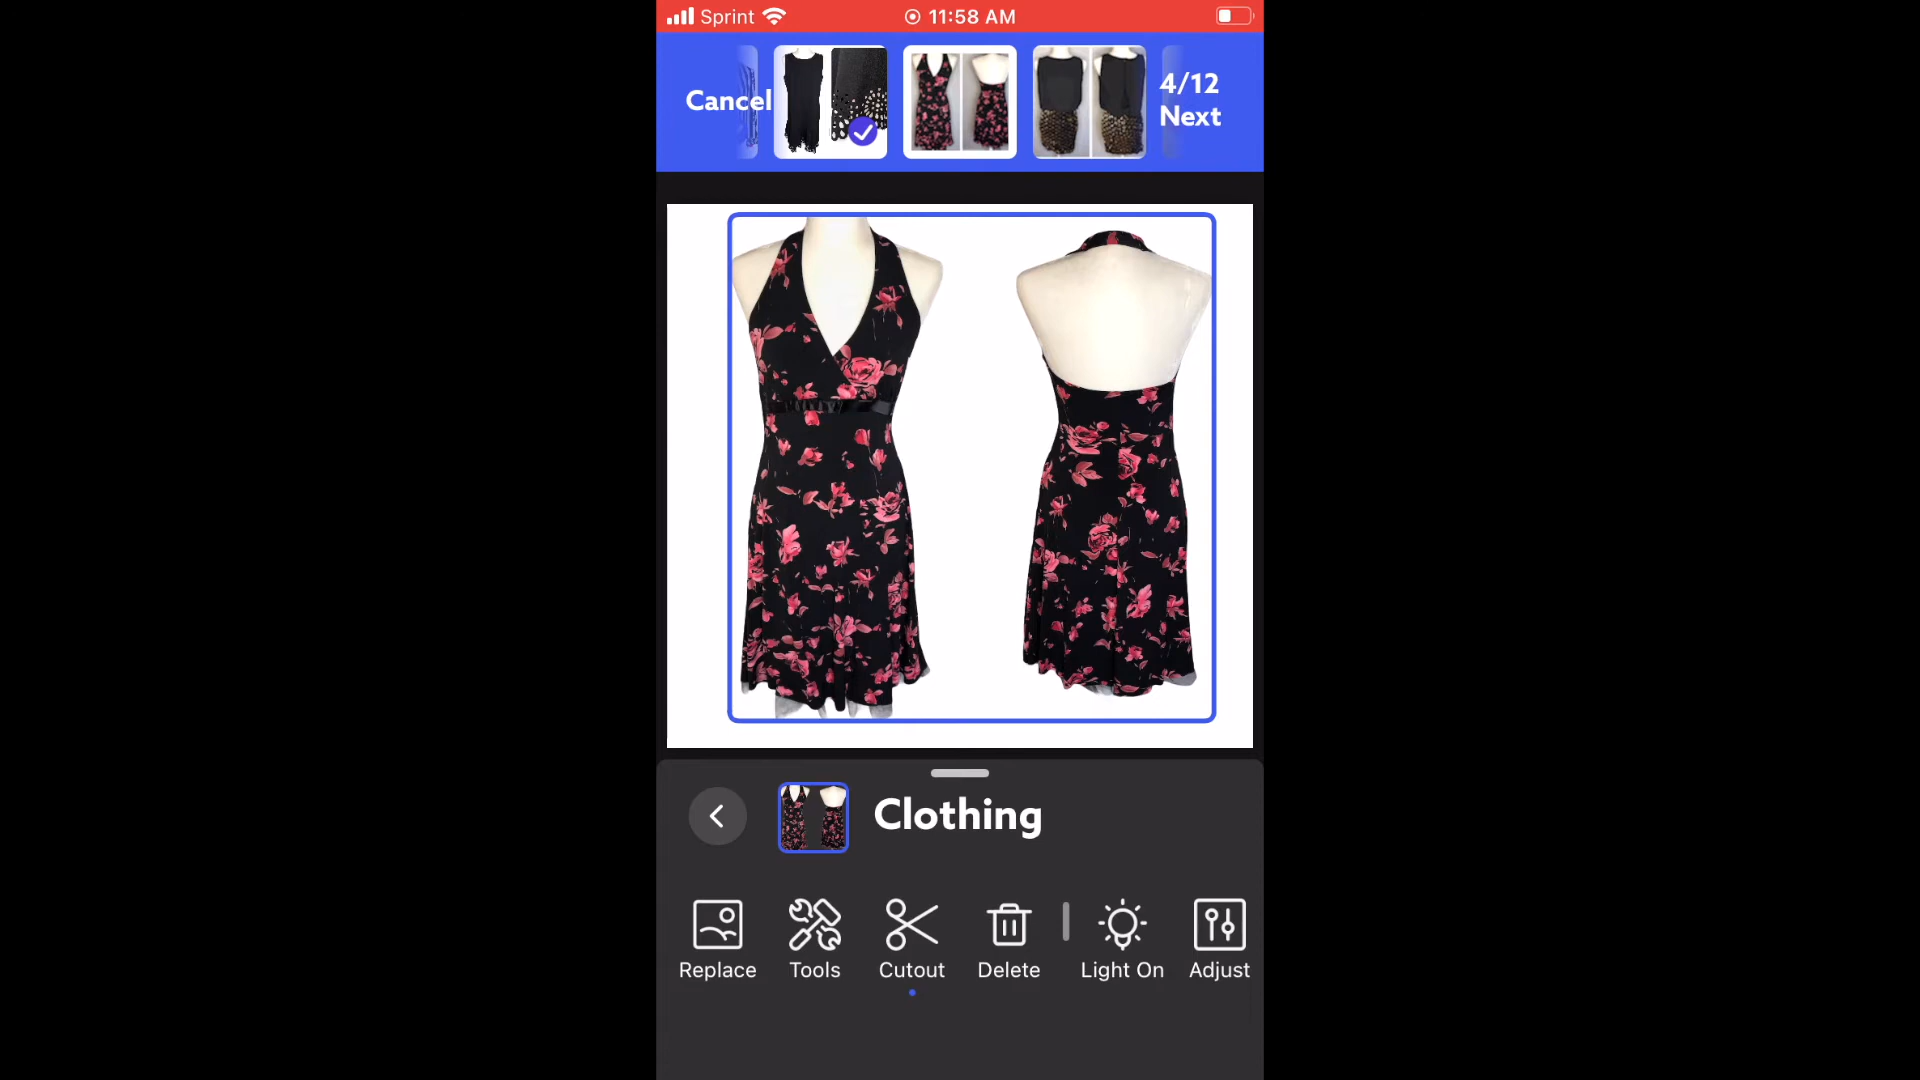 Sprint
11:58 AM
Cancel
4/12
Next
Clothing
Replace
Tools
Cutout
Delete
Light On
Adjust